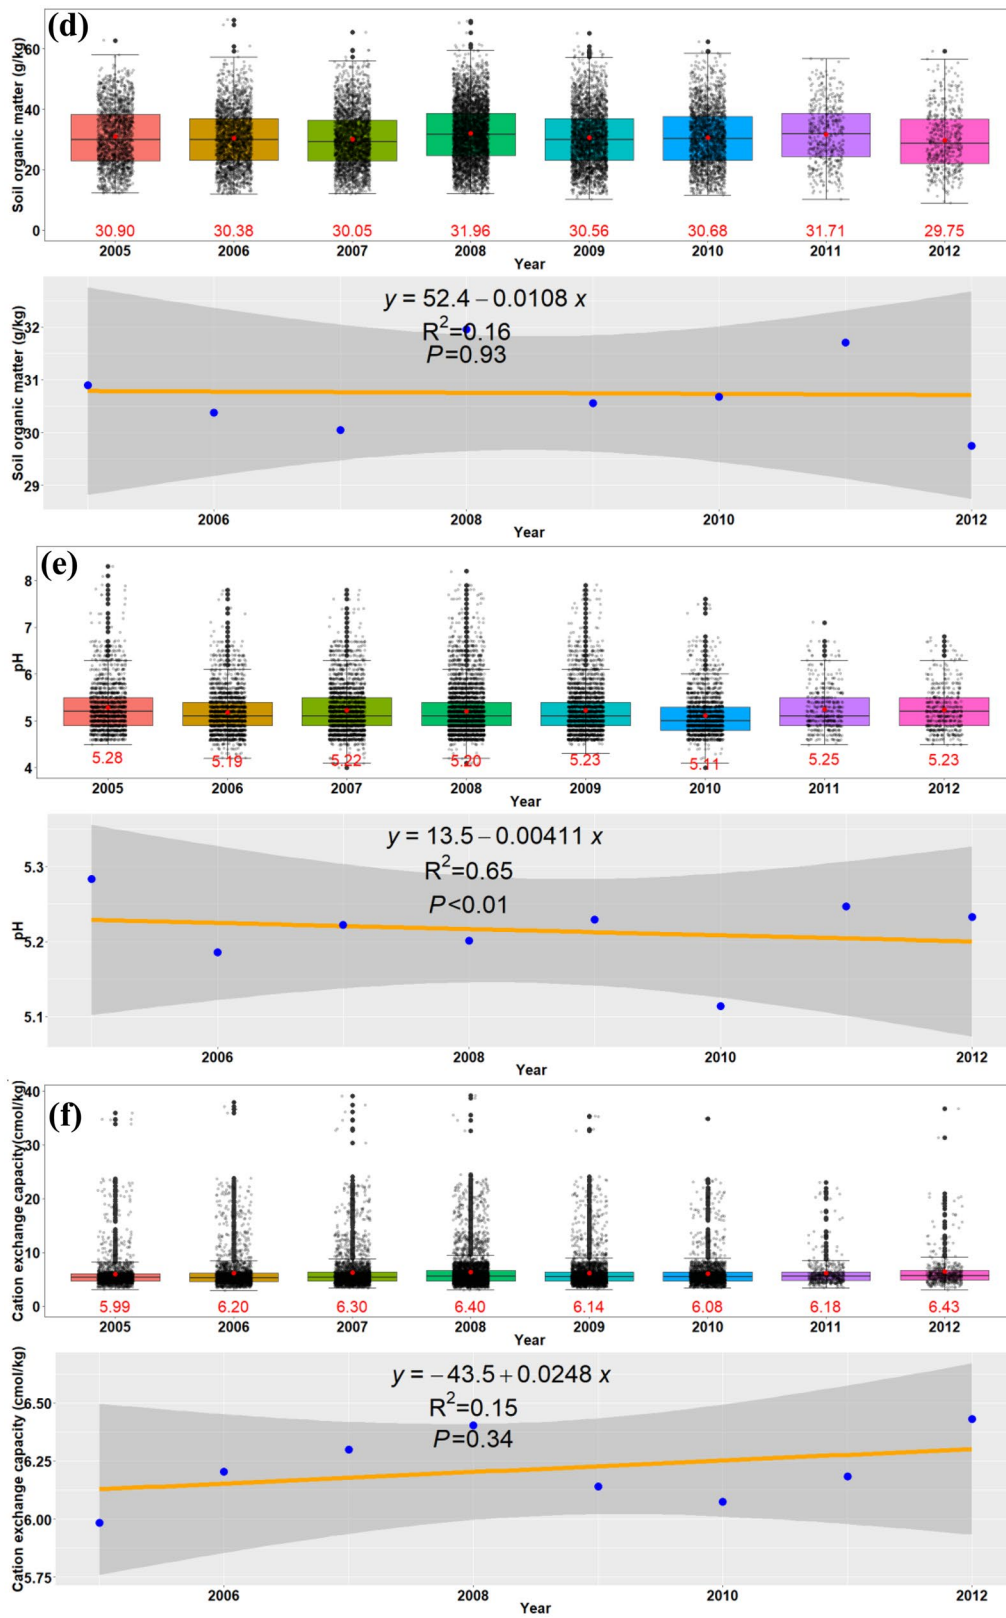 (d)
Soil organic matter (g/kg)
60
40
20
0
30.90 30.38 30.05 31.96 30.56 30.68 31.71 29.75
2005 2006 2007 2008 2009 2010 2011 2012
Year
Soil organic matter (g/kg)
y = 52.4 − 0.0108 x
R²=0.16
P=0.93
32
31
30
29
2006 2008 2010 2012
Year
(e)
pH
8
7
6
5
4
5.28 5.19 5.22 5.20 5.23 5.11 5.25 5.23
2005 2006 2007 2008 2009 2010 2011 2012
Year
pH
y = 13.5 − 0.00411 x
R²=0.65
P<0.01
5.3
5.2
5.1
2006 2008 2010 2012
Year
(f)
Cation exchange capacity(cmol/kg)
40
30
20
10
0
5.99 6.20 6.30 6.40 6.14 6.08 6.18 6.43
2005 2006 2007 2008 2009 2010 2011 2012
Year
Cation exchange capacity (cmol/kg)
y = −43.5 + 0.0248 x
R²=0.15
P=0.34
6.50
6.25
6.00
5.75
2006 2008 2010 2012
Year